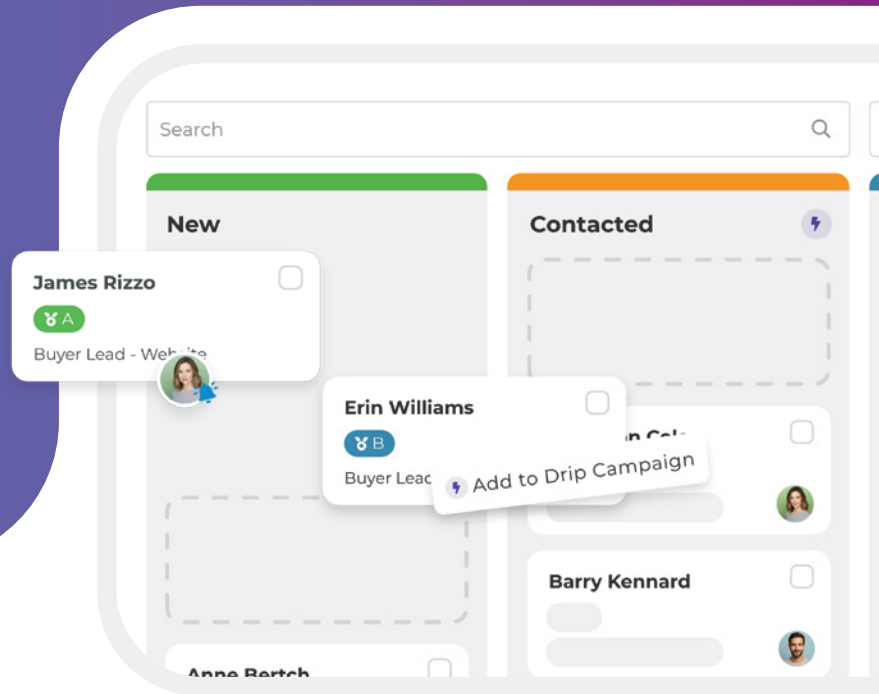 Search
New
Contacted
James Rizzo
A
Buyer Lead - Website
Erin Williams
B
Buyer Lead
Add to Drip Campaign
Barry Kennard
Anne Bertch